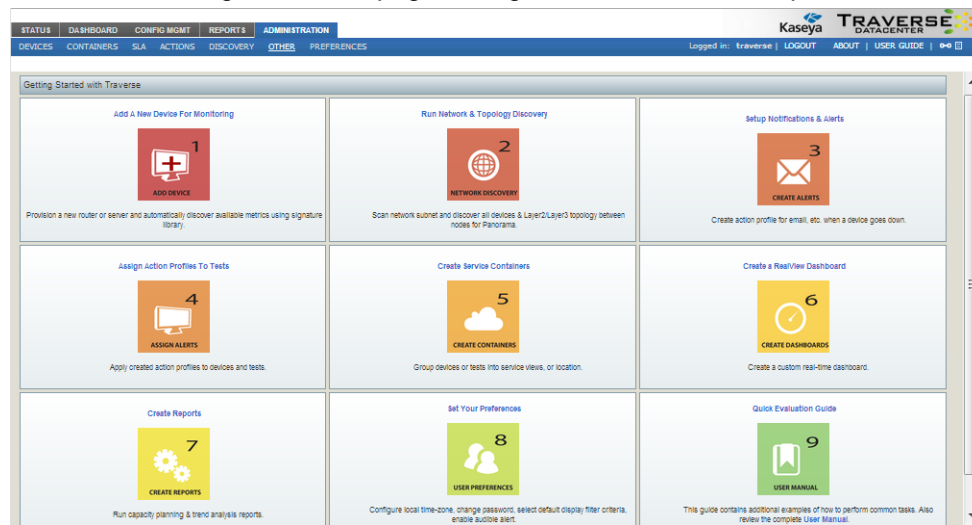 STATUS DASHBOARD CONFIG MGMT REPORTS ADMINISTRATION
Kaseya TRAVERSE
DATACENTER
DEVICES CONTAINERS SLA ACTIONS DISCOVERY OTHER PREFERENCES Logged in: traverse | LOGOUT ABOUT | USER GUIDE |
Getting Started with Traverse
Add A New Device For Monitoring
1
ADD DEVICE
Provision a new router or server and automatically discover available metrics using signature
library.
Run Network & Topology Discovery
2
NETWORK DISCOVERY
Scan network subnet and discover all devices & Layer2/Layer3 topology between
nodes for Panorama.
Setup Notifications & Alerts
3
CREATE ALERTS
Create action profile for email, etc. when a device goes down.
Assign Action Profiles To Tests
4
ASSIGN ALERTS
Apply created action profiles to devices and tests.
Create Service Containers
5
CREATE CONTAINERS
Group devices or tests into service views, or location.
Create a RealView Dashboard
6
CREATE DASHBOARDS
Create a custom real-time dashboard.
Create Reports
7
CREATE REPORTS
Run capacity planning & trend analysis reports.
Set Your Preferences
8
USER PREFERENCES
Configure local time-zone, change password, select default display filter criteria,
enable audible alert.
Quick Evaluation Guide
9
USER MANUAL
This guide contains additional examples of how to perform common tasks. Also
review the complete User Manual.